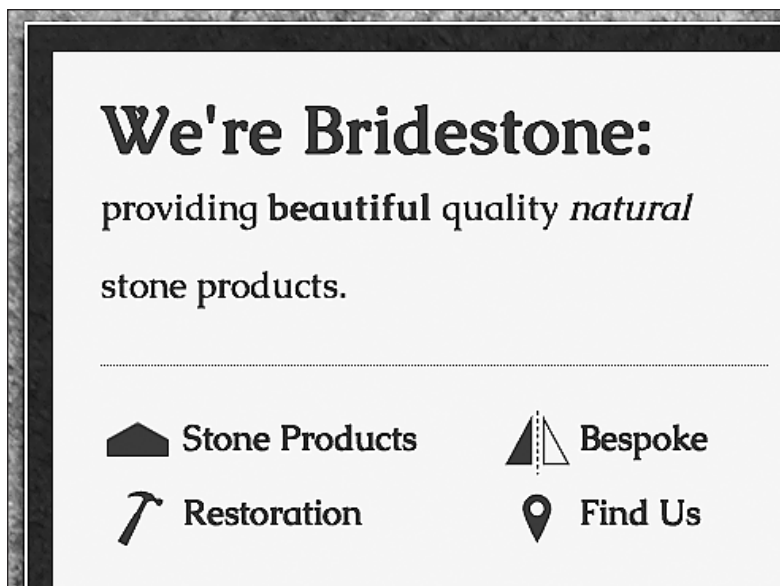 We're Bridestone:
providing beautiful quality natural
stone products.
Stone Products
Bespoke
Restoration
Find Us